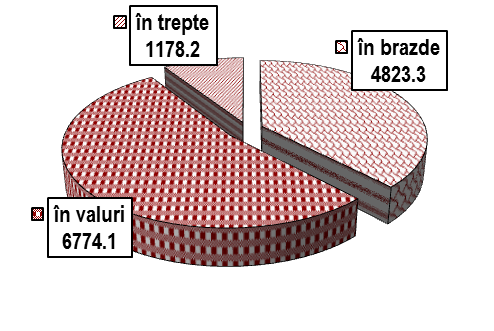 în trepte
1178.2
în brazde
4823.3
în valuri
6774.1